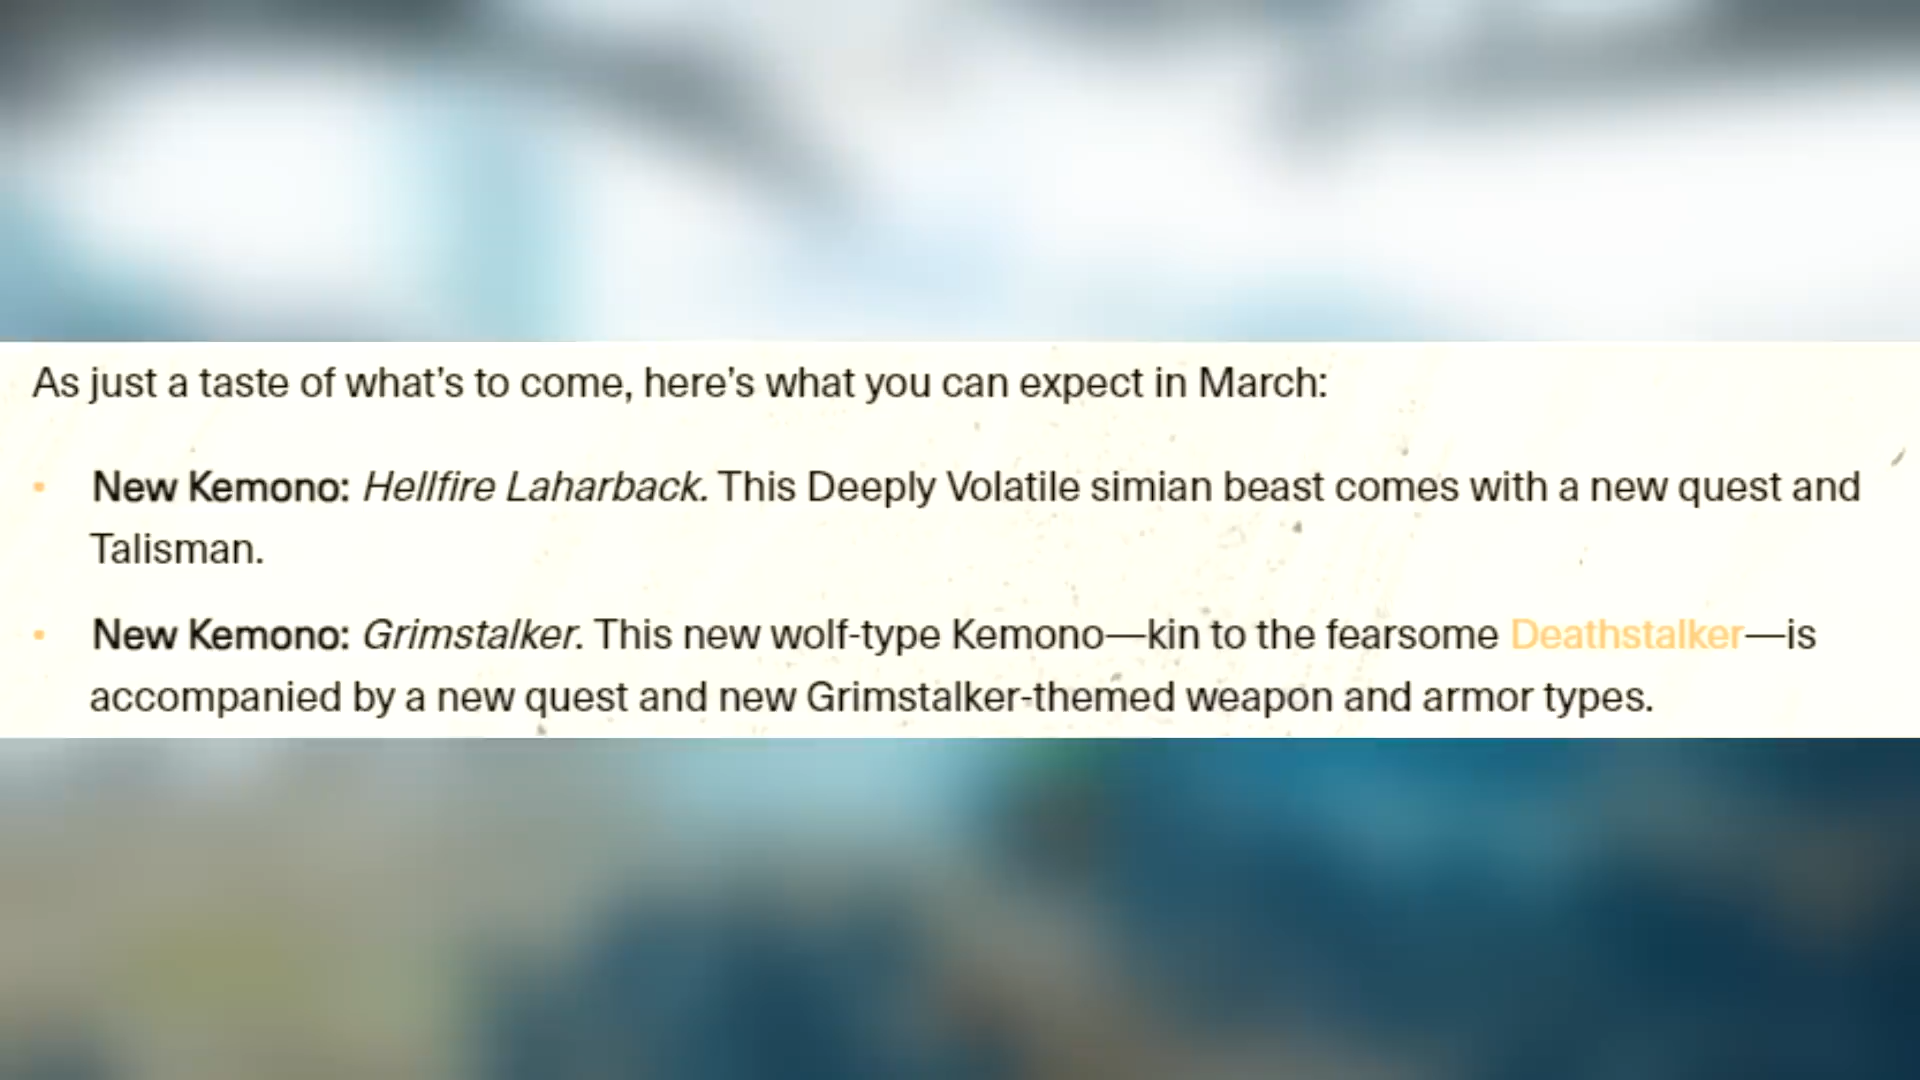 As just a taste of what’s to come, here’s what you can expect in March:
• New Kemono: Hellfire Laharback. This Deeply Volatile simian beast comes with a new quest and
Talisman.
• New Kemono: Grimstalker. This new wolf-type Kemono—kin to the fearsome Deathstalker—is
accompanied by a new quest and new Grimstalker-themed weapon and armor types.